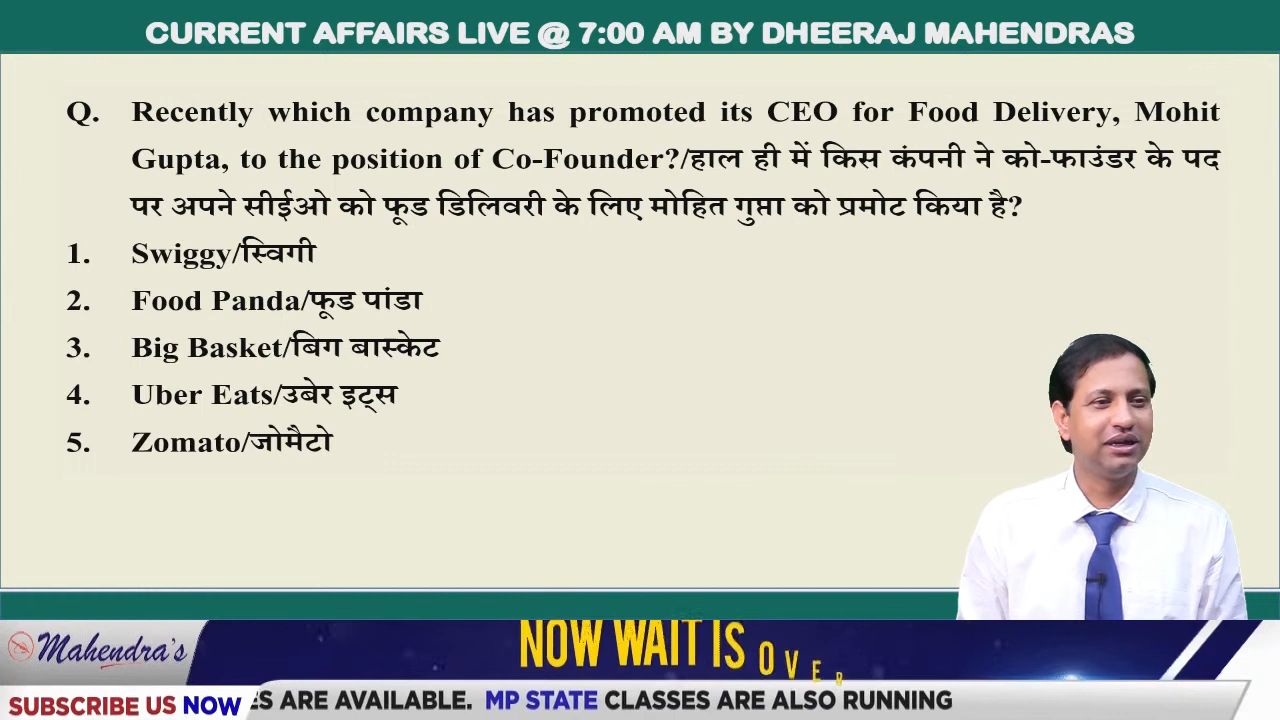 CURRENT AFFAIRS LIVE @ 7:00 AM BY DHEERAJ MAHENDRAS
Q. Recently which company has promoted its CEO for Food Delivery, Mohit
Gupta, to the position of Co-Founder?/हाल ही में किस कंपनी ने को-फाउंडर के पद
पर अपने सीईओ को फूड डिलिवरी के लिए मोहित गुप्ता को प्रमोट किया है?
1. Swiggy/स्विगी
2. Food Panda/फूड पांडा
3. Big Basket/बिग बास्केट
4. Uber Eats/उबेर इट्स
5. Zomato/जोमैटो
Mahendra's
NOW WAIT IS OVER
SUBSCRIBE US NOW
ES ARE AVAILABLE. MP STATE CLASSES ARE ALSO RUNNING